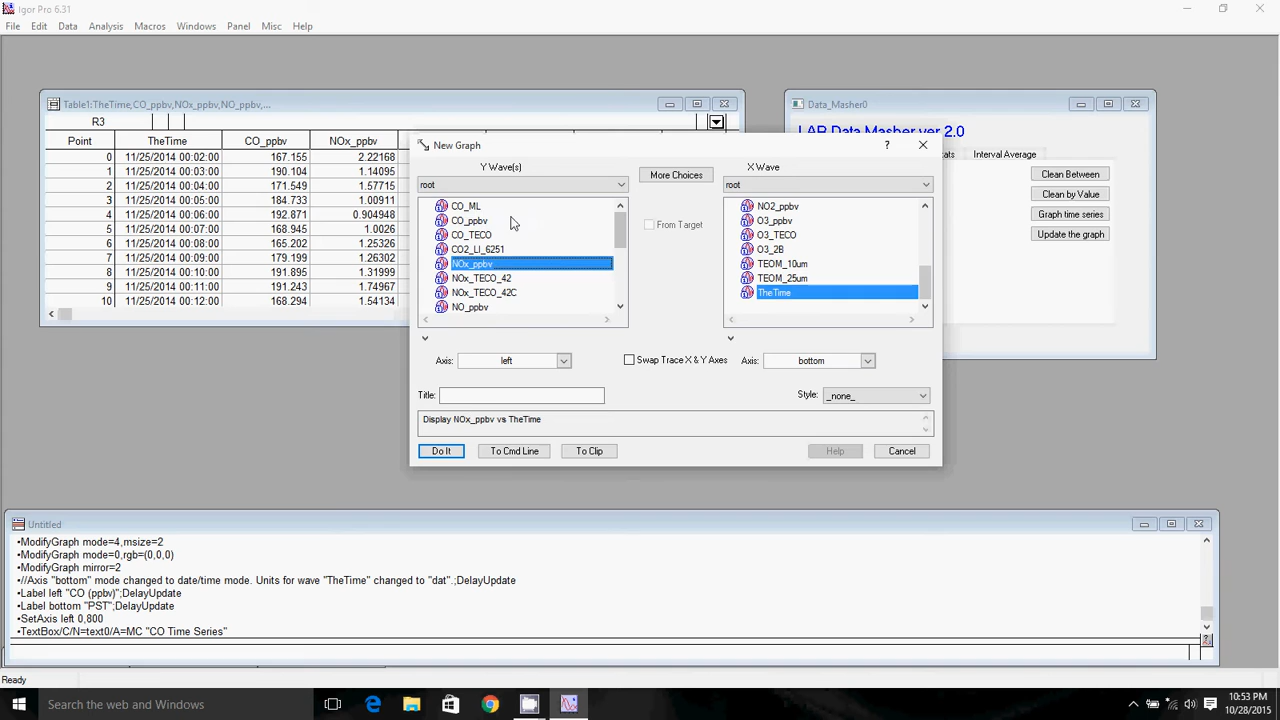 Igor Pro 6.31
File Edit Data Analysis Macros Windows Panel Misc Help
Table1:TheTime,CO_ppbv,NOx_ppbv,NO_ppbv,...
R3
Point TheTime CO_ppbv NOx_ppbv
0 11/25/2014 00:02:00 167.155 2.22168
1 11/25/2014 00:03:00 190.104 1.14095
2 11/25/2014 00:04:00 171.549 1.57715
3 11/25/2014 00:05:00 184.733 1.00911
4 11/25/2014 00:06:00 192.871 0.904948
5 11/25/2014 00:07:00 168.945 1.0026
6 11/25/2014 00:08:00 165.202 1.25326
7 11/25/2014 00:09:00 179.199 1.26302
8 11/25/2014 00:10:00 191.895 1.31999
9 11/25/2014 00:11:00 191.243 1.74967
10 11/25/2014 00:12:00 168.294 1.54134
Data_Masher0
LAR Data Masher ver 2.0
Interval Average
Clean Between
Clean by Value
Graph time series
Update the graph
New Graph
?
Y Wave(s)
root
CO_ML
CO_ppbv
CO_TECO
CO2_LI_6251
NOx_ppbv
NOx_TECO_42
NOx_TECO_42C
NO_ppbv
More Choices
From Target
X Wave
root
NO2_ppbv
O3_ppbv
O3_TECO
O3_2B
TEOM_10um
TEOM_25um
TheTime
Axis: left
Swap Trace X & Y Axes
Axis: bottom
Title:
Style: _none_
Display NOx_ppbv vs TheTime
Do It To Cmd Line To Clip Help Cancel
Untitled
•ModifyGraph mode=4,msize=2
•ModifyGraph mode=0,rgb=(0,0,0)
•ModifyGraph mirror=2
•//Axis "bottom" mode changed to date/time mode. Units for wave "TheTime" changed to "dat".;DelayUpdate
•Label left "CO (ppbv)";DelayUpdate
•Label bottom "PST";DelayUpdate
•SetAxis left 0,800
•TextBox/C/N=text0/A=MC "CO Time Series"
Ready
Search the web and Windows
10:53 PM
10/28/2015